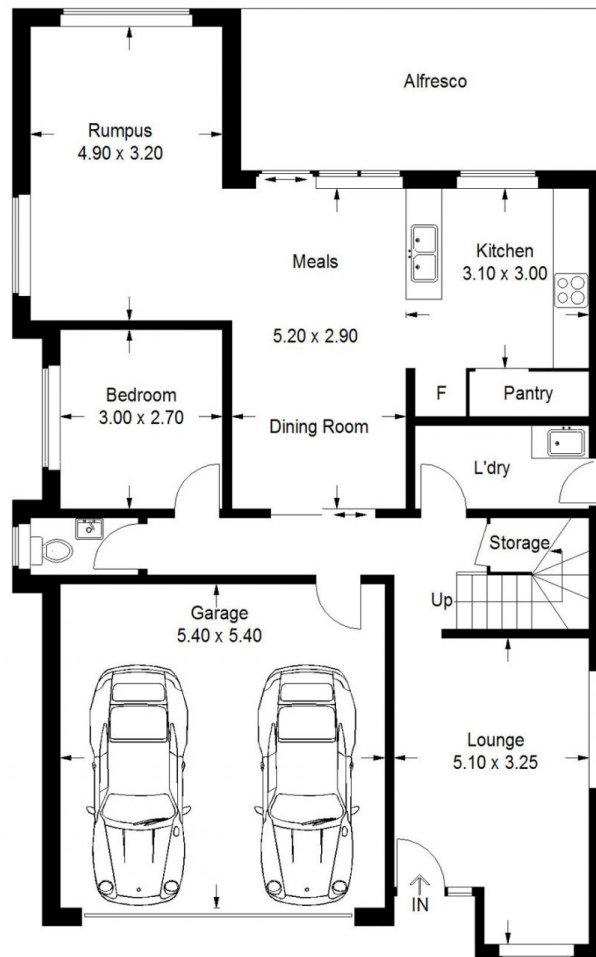 Alfresco
Rumpus
4.90 x 3.20
Meals
Kitchen
3.10 x 3.00
5.20 x 2.90
Bedroom
3.00 x 2.70
F
Pantry
Dining Room
L'dry
Storage
Up
Garage
5.40 x 5.40
Lounge
5.10 x 3.25
IN